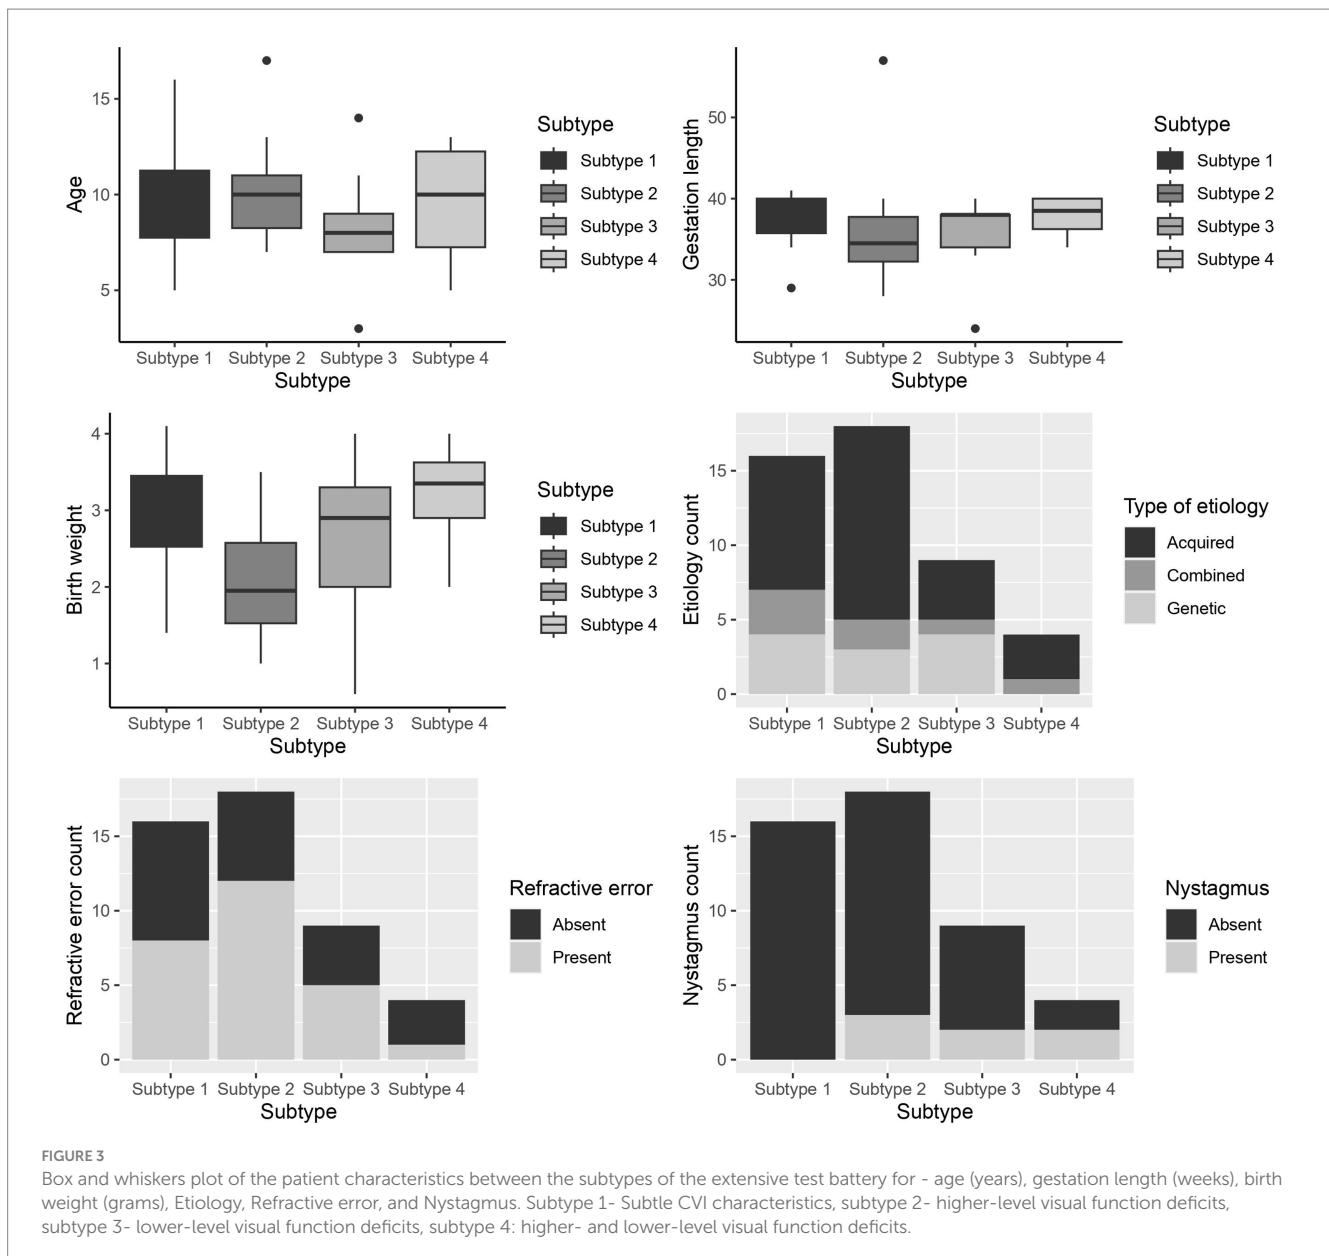 15
10
5
Age
Subtype 1
Subtype 2
Subtype 3
Subtype 4
Subtype
Subtype
Subtype 1
Subtype 2
Subtype 3
Subtype 4
50
40
30
Gestation length
Subtype 1
Subtype 2
Subtype 3
Subtype 4
Subtype
Subtype
Subtype 1
Subtype 2
Subtype 3
Subtype 4
4
3
2
1
Birth weight
Subtype 1
Subtype 2
Subtype 3
Subtype 4
Subtype
Subtype
Subtype 1
Subtype 2
Subtype 3
Subtype 4
15
10
5
0
Etiology count
Subtype 1
Subtype 2
Subtype 3
Subtype 4
Subtype
Type of etiology
Acquired
Combined
Genetic
15
10
5
0
Refractive error count
Subtype 1
Subtype 2
Subtype 3
Subtype 4
Subtype
Refractive error
Absent
Present
15
10
5
0
Nystagmus count
Subtype 1
Subtype 2
Subtype 3
Subtype 4
Subtype
Nystagmus
Absent
Present
FIGURE 3
Box and whiskers plot of the patient characteristics between the subtypes of the extensive test battery for - age (years), gestation length (weeks), birth
weight (grams), Etiology, Refractive error, and Nystagmus. Subtype 1- Subtle CVI characteristics, subtype 2- higher-level visual function deficits,
subtype 3- lower-level visual function deficits, subtype 4: higher- and lower-level visual function deficits.